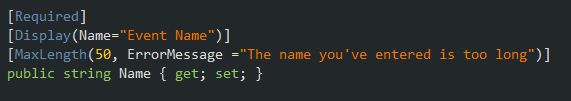 [Required]
[Display(Name="Event Name")]
[MaxLength(50, ErrorMessage ="The name you've entered is too long")]
public string Name { get; set; }